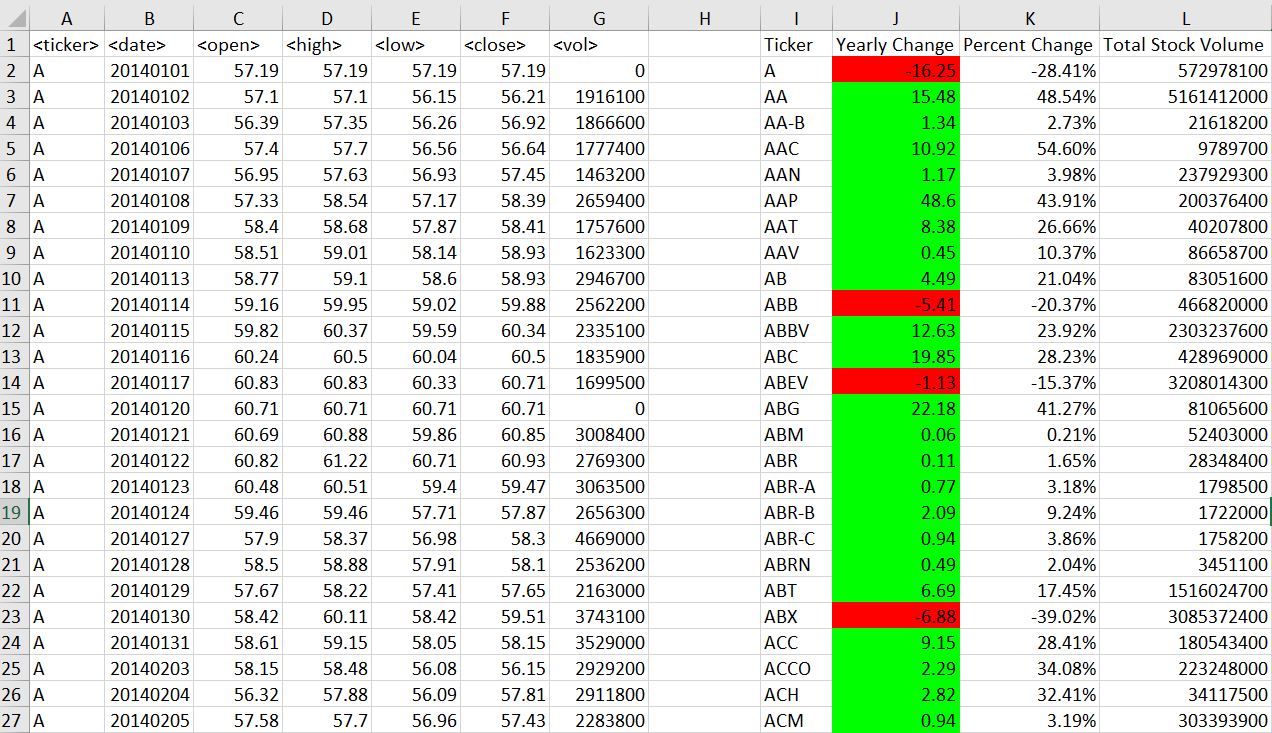 A B C D E F G H I J K L
1 <ticker> <date> <open> <high> <low> <close> <vol> Ticker Yearly Change Percent Change Total Stock Volume
2 A 20140101 57.19 57.19 57.19 57.19 0 A -16.25 -28.41% 572978100
3 A 20140102 57.1 57.1 56.15 56.21 1916100 AA 15.48 48.54% 5161412000
4 A 20140103 56.39 57.35 56.26 56.92 1866600 AA-B 1.34 2.73% 21618200
5 A 20140106 57.4 57.7 56.56 56.64 1777400 AAC 10.92 54.60% 9789700
6 A 20140107 56.95 57.63 56.93 57.45 1463200 AAN 1.17 3.98% 237929300
7 A 20140108 57.33 58.54 57.17 58.39 2659400 AAP 48.6 43.91% 200376400
8 A 20140109 58.4 58.68 57.87 58.41 1757600 AAT 8.38 26.66% 40207800
9 A 20140110 58.51 59.01 58.14 58.93 1623300 AAV 0.45 10.37% 86658700
10 A 20140113 58.77 59.1 58.6 58.93 2946700 AB 4.49 21.04% 83051600
11 A 20140114 59.16 59.95 59.02 59.88 2562200 ABB -5.41 -20.37% 466820000
12 A 20140115 59.82 60.37 59.59 60.34 2335100 ABBV 12.63 23.92% 2303237600
13 A 20140116 60.24 60.5 60.04 60.5 1835900 ABC 19.85 28.23% 428969000
14 A 20140117 60.83 60.83 60.33 60.71 1699500 ABEV -1.13 -15.37% 3208014300
15 A 20140120 60.71 60.71 60.71 60.71 0 ABG 22.18 41.27% 81065600
16 A 20140121 60.69 60.88 59.86 60.85 3008400 ABM 0.06 0.21% 52403000
17 A 20140122 60.82 61.22 60.71 60.93 2769300 ABR 0.11 1.65% 28348400
18 A 20140123 60.48 60.51 59.4 59.47 3063500 ABR-A 0.77 3.18% 1798500
19 A 20140124 59.46 59.46 57.71 57.87 2656300 ABR-B 2.09 9.24% 1722000
20 A 20140127 57.9 58.37 56.98 58.3 4669000 ABR-C 0.94 3.86% 1758200
21 A 20140128 58.5 58.88 57.91 58.1 2536200 ABRN 0.49 2.04% 3451100
22 A 20140129 57.67 58.22 57.41 57.65 2163000 ABT 6.69 17.45% 1516024700
23 A 20140130 58.42 60.11 58.42 59.51 3743100 ABX -6.88 -39.02% 3085372400
24 A 20140131 58.61 59.15 58.05 58.15 3529000 ACC 9.15 28.41% 180543400
25 A 20140203 58.15 58.48 56.08 56.15 2929200 ACCO 2.29 34.08% 223248000
26 A 20140204 56.32 57.88 56.09 57.81 2911800 ACH 2.82 32.41% 34117500
27 A 20140205 57.58 57.7 56.96 57.43 2283800 ACM 0.94 3.19% 303393900